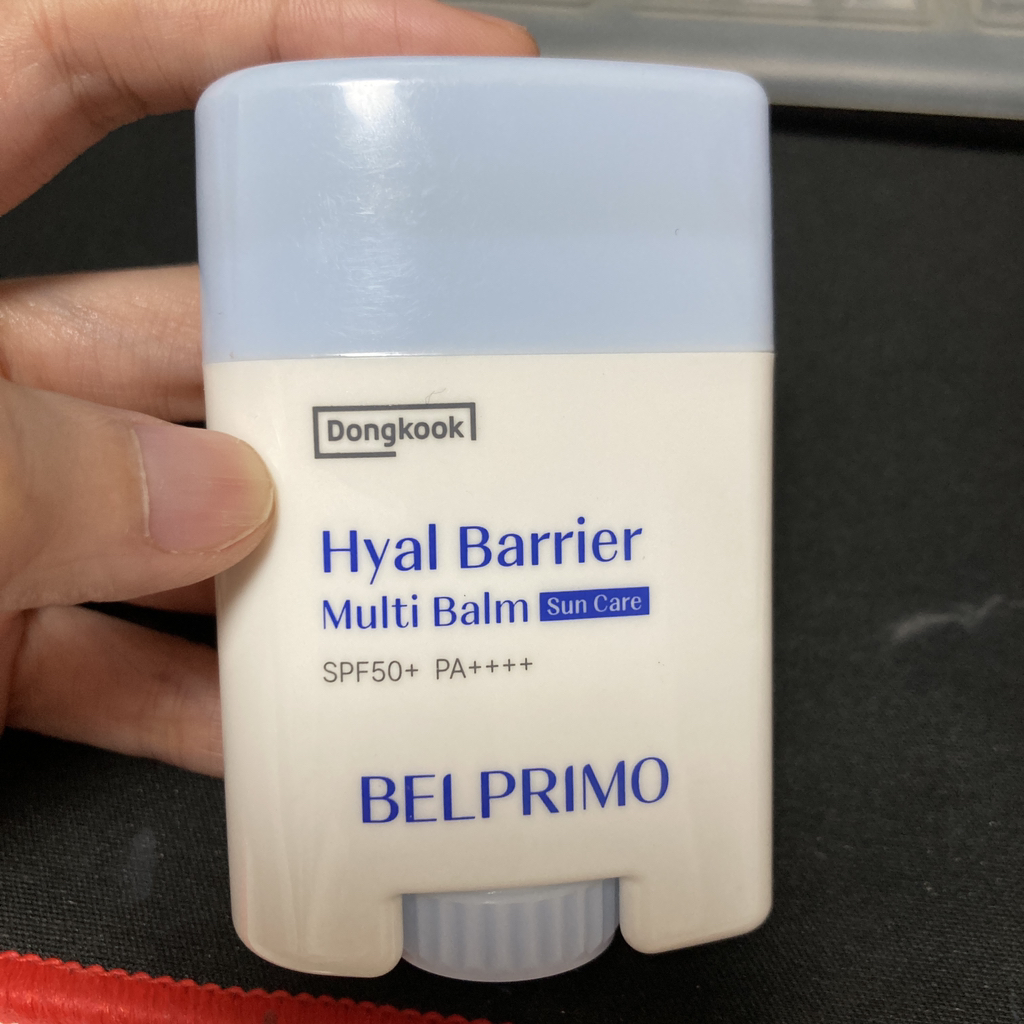 Dongkook
Hyal Barrier
Multi Balm Sun Care
SPF50+ PA++++
BELPRIMO